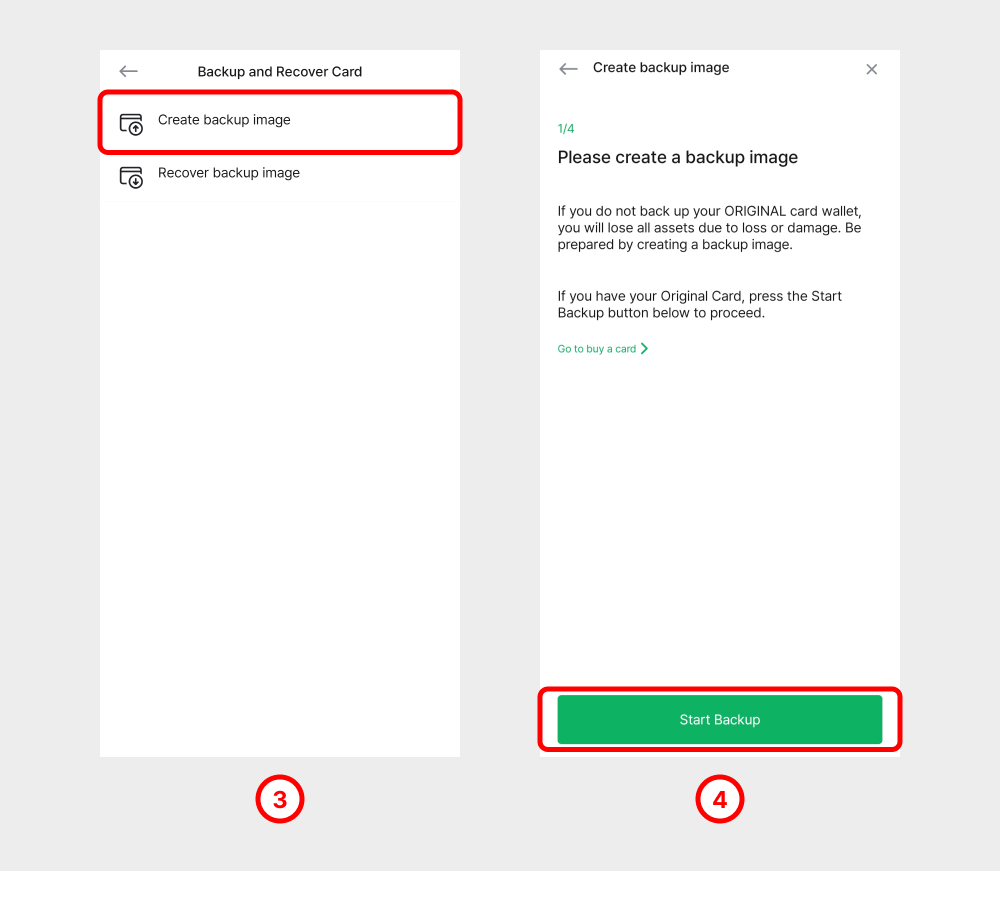 Backup and Recover Card
Create backup image
Recover backup image
3
Create backup image
1/4
Please create a backup image
If you do not back up your ORIGINAL card wallet,
you will lose all assets due to loss or damage. Be
prepared by creating a backup image.
If you have your Original Card, press the Start
Backup button below to proceed.
Go to buy a card
Start Backup
4